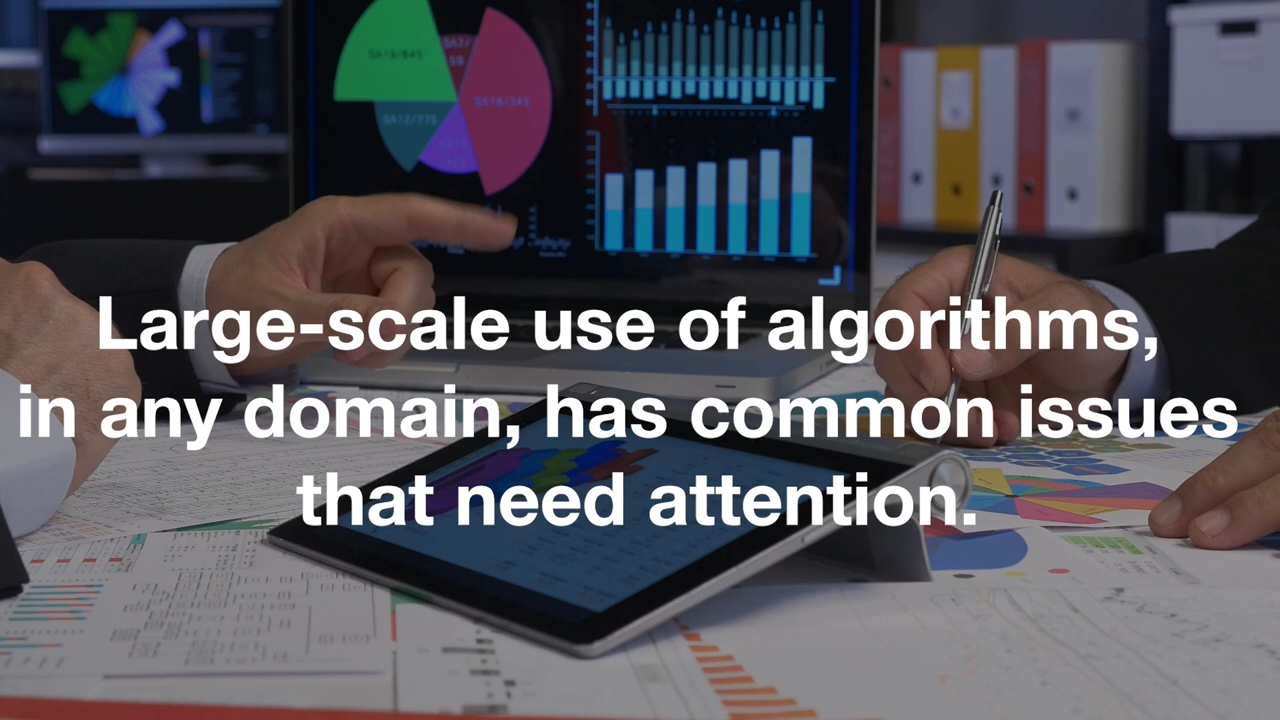 Large-scale use of algorithms,
in any domain, has common issues
that need attention.